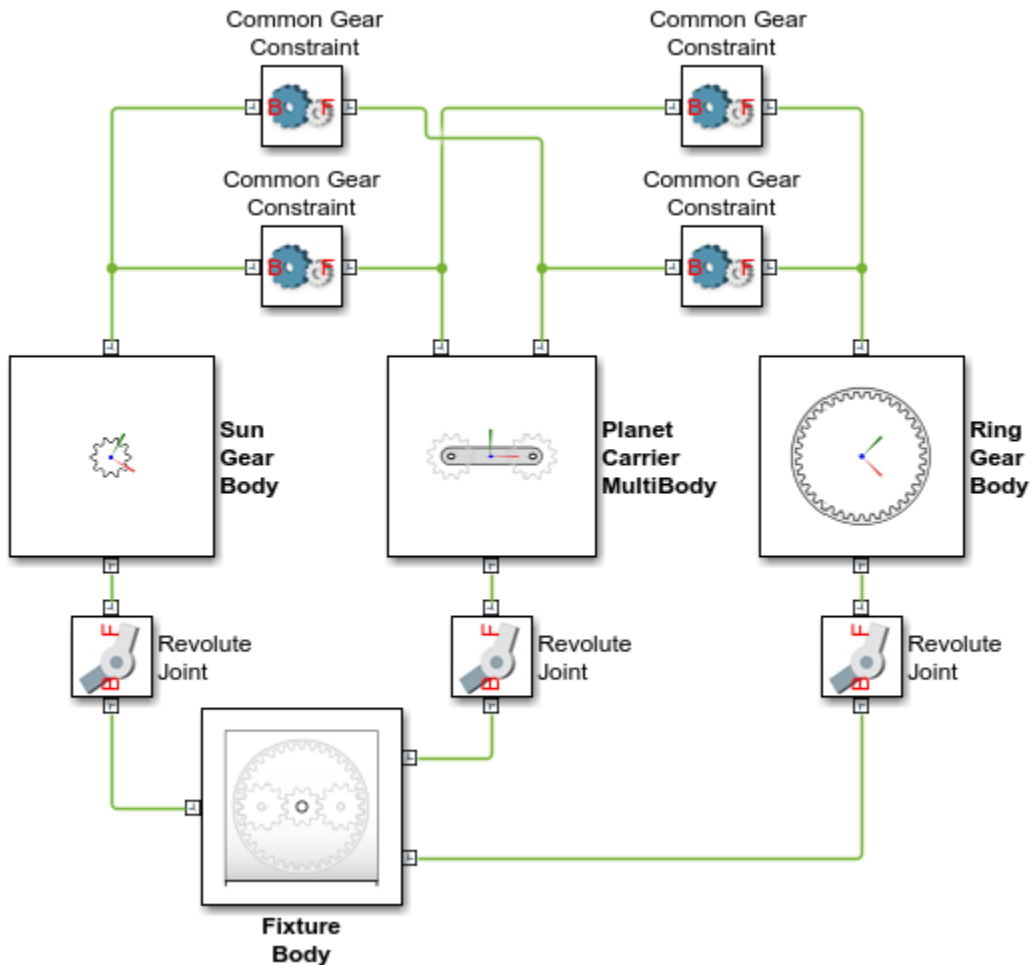 Common Gear
Constraint
Common Gear
Constraint
B F
B F
Common Gear
Constraint
Common Gear
Constraint
B F
B F
Sun
Gear
Body
Planet
Carrier
MultiBody
Ring
Gear
Body
F
B
Revolute
Joint
F
B
Revolute
Joint
F
B
Revolute
Joint
Fixture
Body